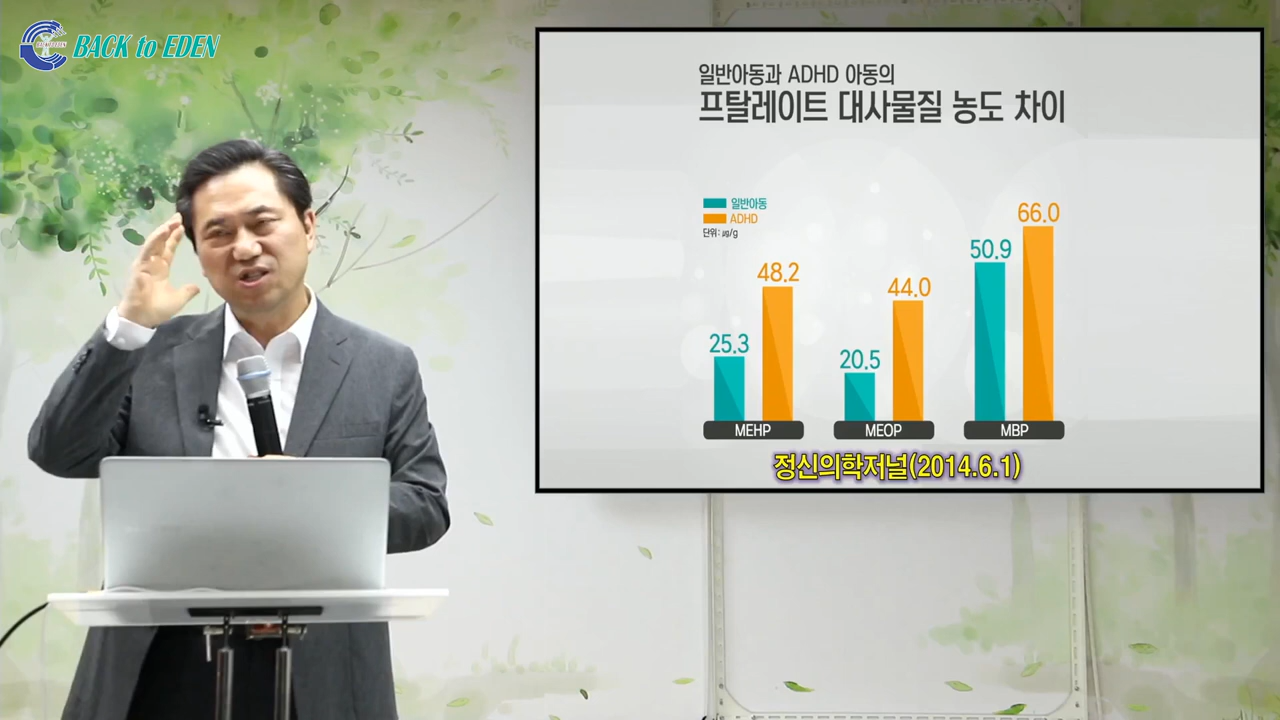 BACK to EDEN
일반아동과 ADHD 아동의
프탈레이트 대사물질 농도 차이
일반아동
ADHD
단위: ㎍/g
25.3
48.2
20.5
44.0
50.9
66.0
MEHP
MEOP
MBP
정신의학저널(2014.6.1)